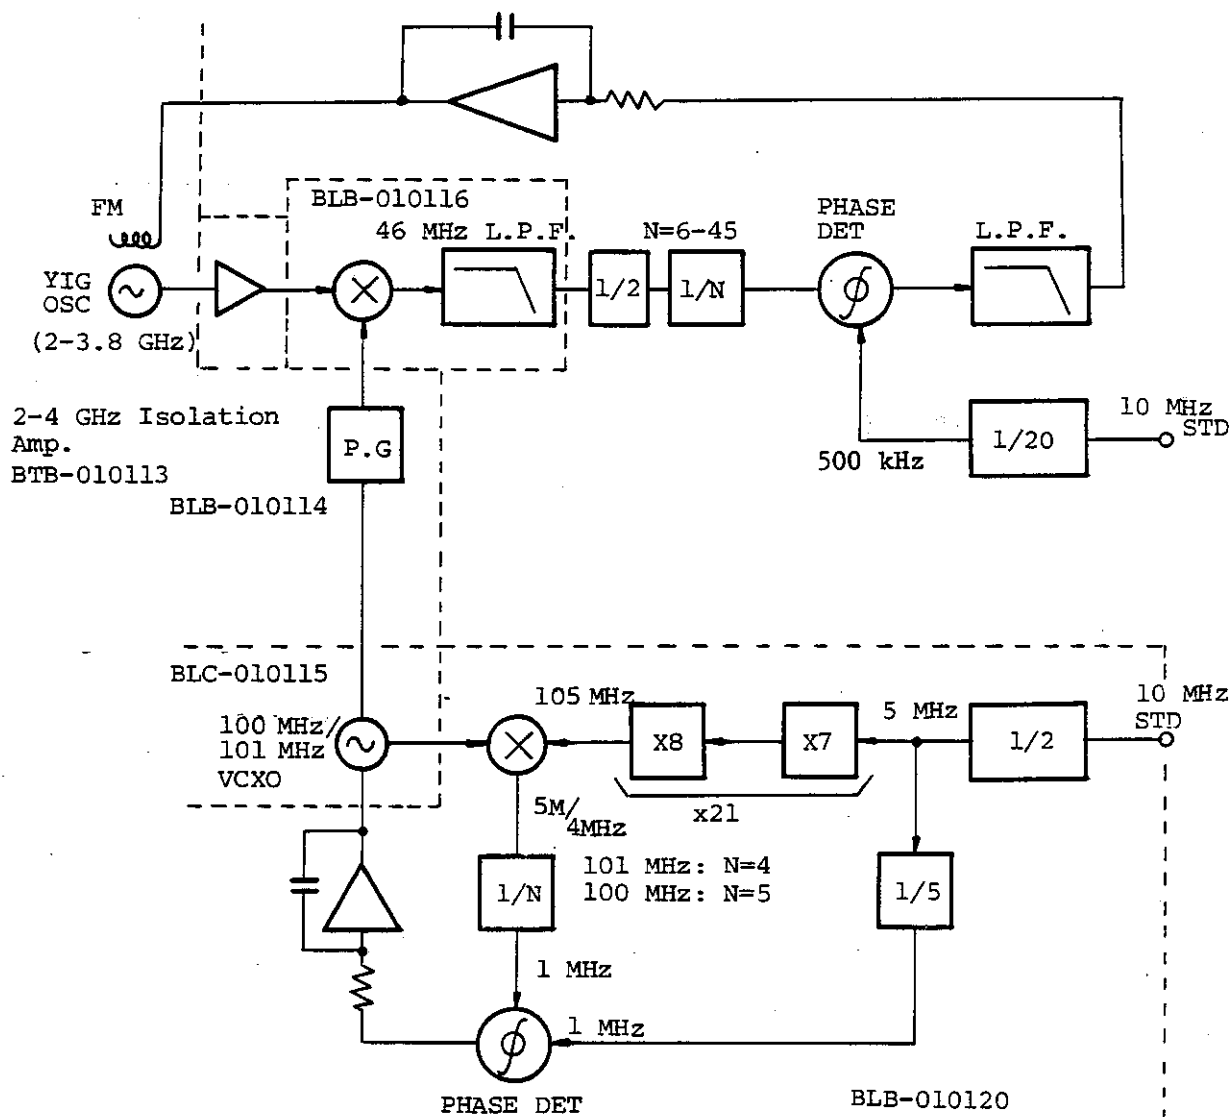 BLB-010116
FM
46 MHz L.P.F.
N=6-45
PHASE
DET
L.P.F.
YIG
OSC
(2-3.8 GHz)
1/2
1/N
2-4 GHz Isolation
Amp.
BTB-010113
P.G
500 kHz
1/20
10 MHz
STD
BLB-010114
BLC-010115
100 MHz/
101 MHz
VCXO
105 MHz
X8
X7
5 MHz
1/2
10 MHz
STD
x21
5M/
4MHz
1/N
101 MHz: N=4
100 MHz: N=5
1/5
1 MHz
1 MHz
PHASE DET
BLB-010120